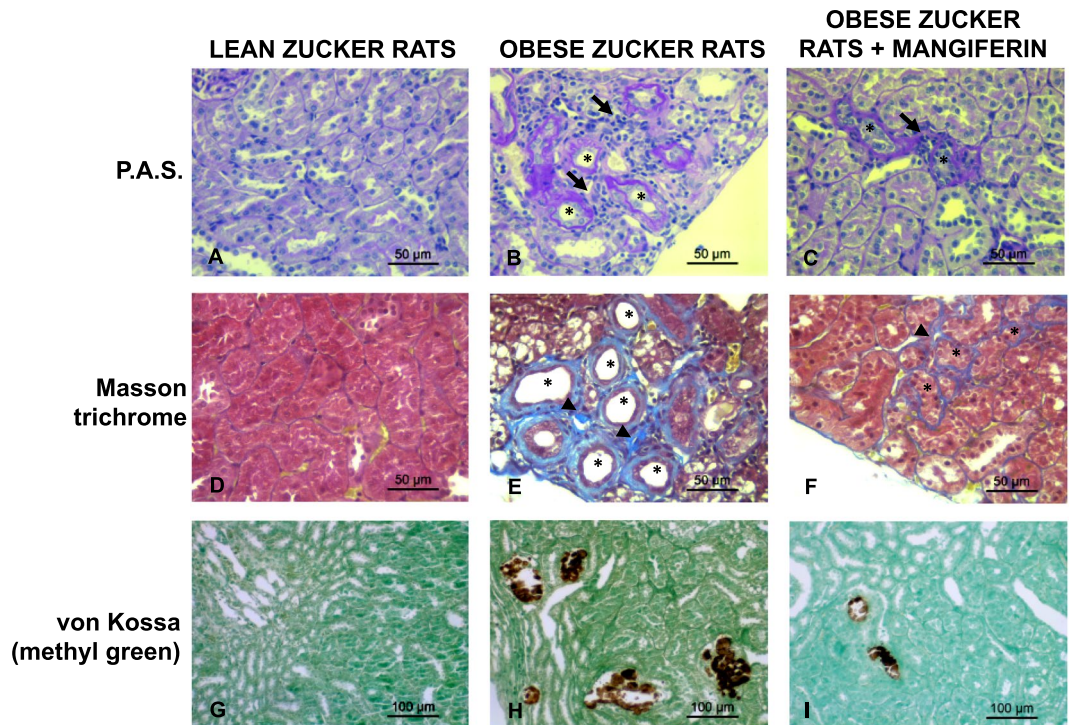 LEAN ZUCKER RATS
OBESE ZUCKER RATS
OBESE ZUCKER
RATS + MANGIFERIN
P.A.S.
A
50 µm
*
*
*
B
50 µm
*
*
C
50 µm
Masson
trichrome
D
50 µm
*
*
*
*
*
*
E
50 µm
*
*
*
F
50 µm
von Kossa
(methyl green)
G
100 µm
H
100 µm
I
100 µm